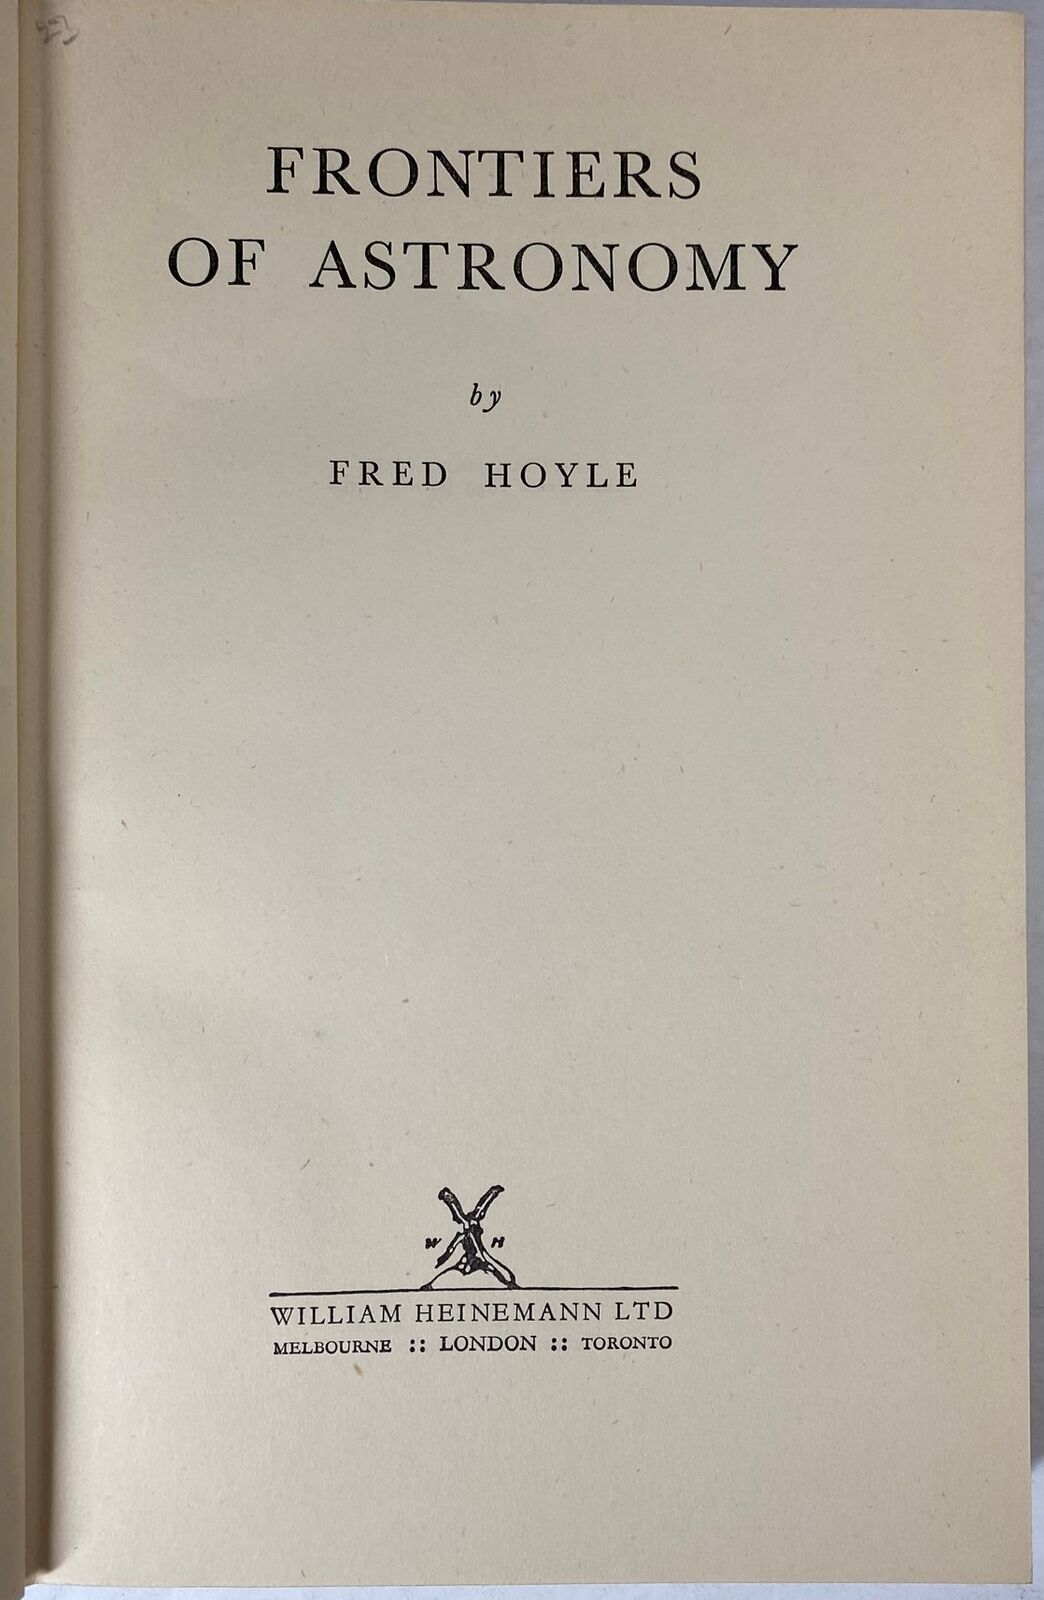 FRONTIERS
OF ASTRONOMY
by
FRED HOYLE
W H
WILLIAM HEINEMANN LTD
MELBOURNE :: LONDON :: TORONTO